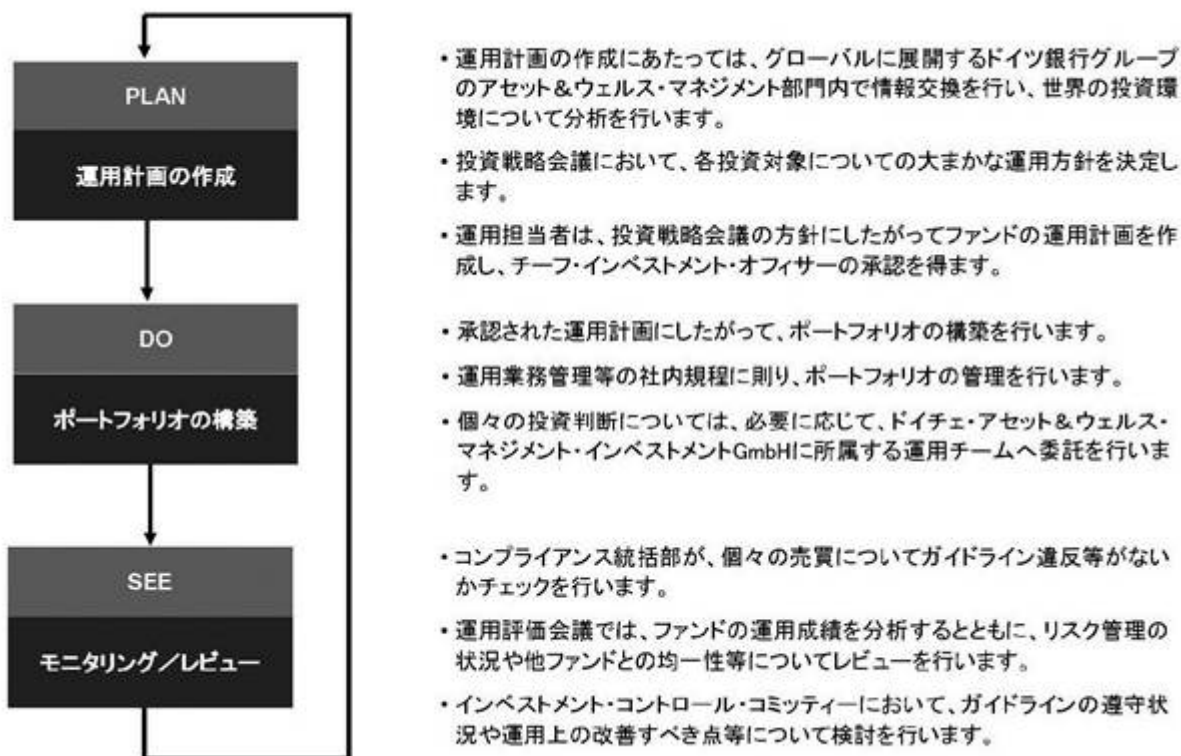 PLAN
運用計画の作成
・運用計画の作成にあたっては、グローバルに展開するドイツ銀行グループ
のアセット＆ウェルス・マネジメント部門内で情報交換を行い、世界の投資環
境について分析を行います。
・投資戦略会議において、各投資対象についての大まかな運用方針を決定し
ます。
・運用担当者は、投資戦略会議の方針にしたがってファンドの運用計画を作
成し、チーフ・インベストメント・オフィサーの承認を得ます。
DO
ポートフォリオの構築
・承認された運用計画にしたがって、ポートフォリオの構築を行います。
・運用業務管理等の社内規程に則り、ポートフォリオの管理を行います。
・個々の投資判断については、必要に応じて、ドイチェ・アセット＆ウェルス・
マネジメント・インベストメントGmbHに所属する運用チームへ委託を行いま
す。
SEE
モニタリング／レビュー
・コンプライアンス統括部が、個々の売買についてガイドライン違反等がない
かチェックを行います。
・運用評価会議では、ファンドの運用成績を分析するとともに、リスク管理の
状況や他ファンドとの均一性等についてレビューを行います。
・インベストメント・コントロール・コミッティーにおいて、ガイドラインの遵守状
況や運用上の改善すべき点等について検討を行います。